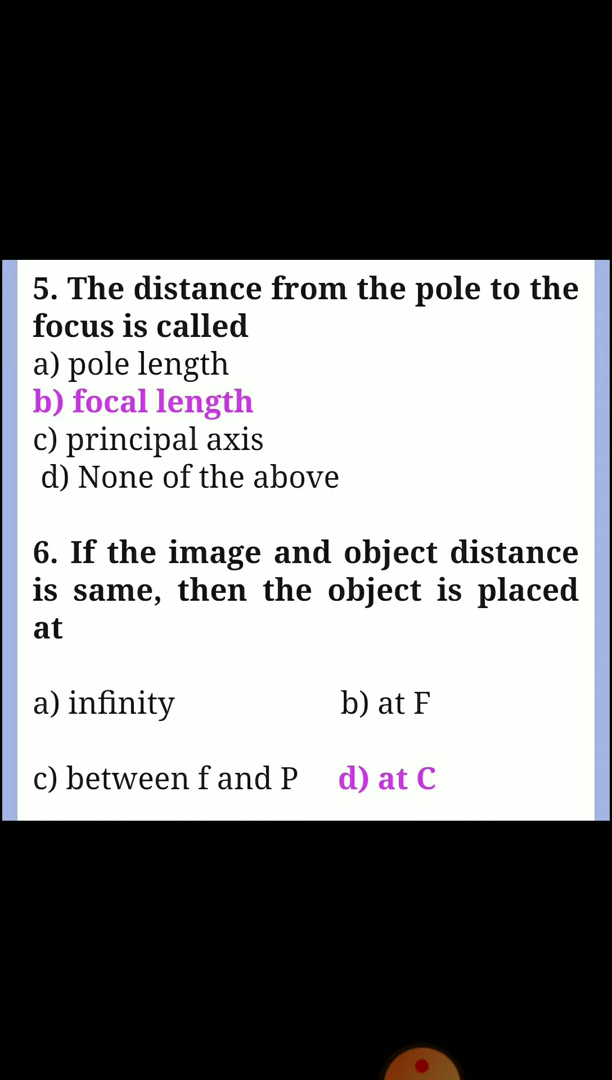 5. The distance from the pole to the
focus is called
a) pole length
b) focal length
c) principal axis
d) None of the above
6. If the image and object distance
is same, then the object is placed
at
a) infinity b) at F
c) between f and P d) at C